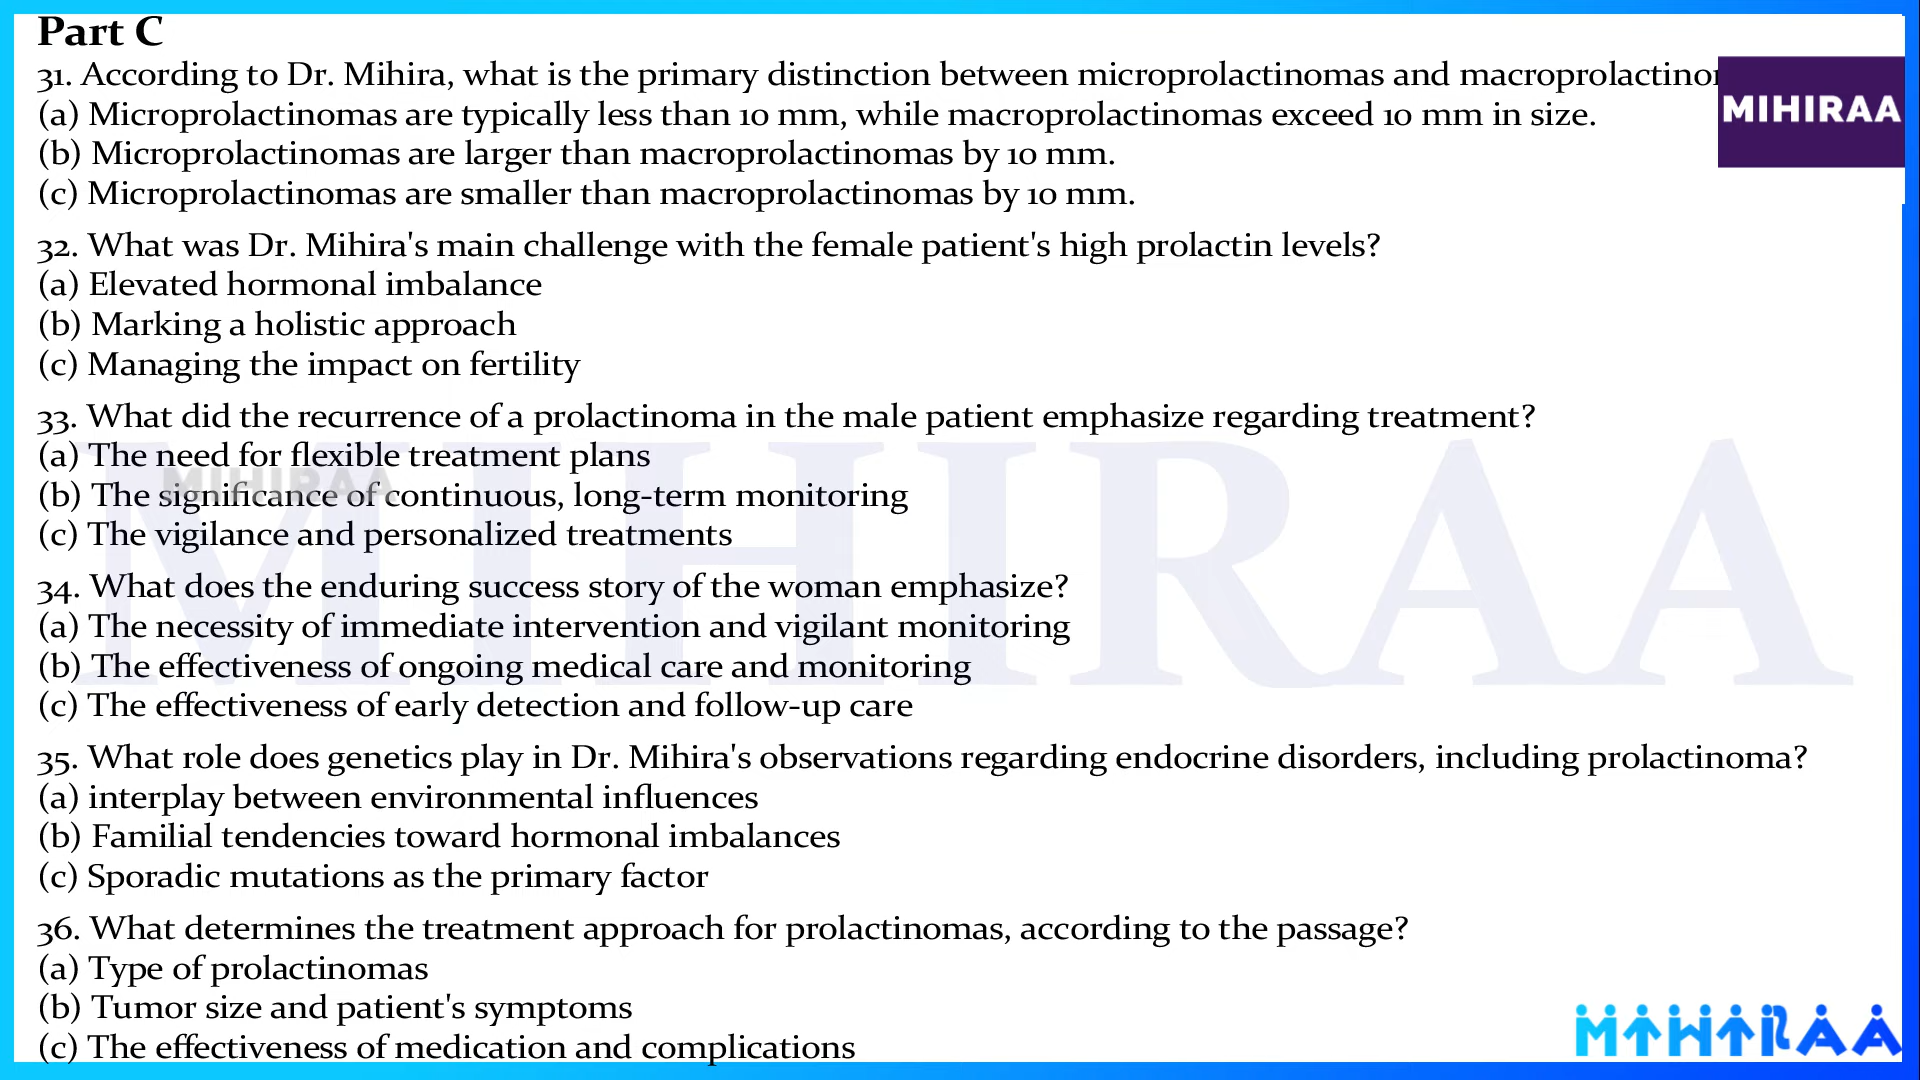 Part C
31. According to Dr. Mihira, what is the primary distinction between microprolactinomas and
MIHIRAA
(a) Microprolactinomas are typically less than 10 mm, while macroprolactinomas exceed 10 mm in size.
(b) Microprolactinomas are larger than macroprolactinomas by 10 mm.
(c) Microprolactinomas are smaller than macroprolactinomas by 10 mm.
32. What was Dr. Mihira's main challenge with the female patient's high prolactin levels?
(a) Elevated hormonal imbalance
(b) Marking a holistic approach
(c) Managing the impact on fertility
33. What did the recurrence of a prolactinoma in the male patient emphasize regarding treatment?
(a) The need for flexible treatment plans
(b) The significance of continuous, long-term monitoring
(c) The vigilance and personalized treatments
MIHIRAA
MIHIRAA
34. What does the enduring success story of the woman emphasize?
(a) The necessity of immediate intervention and vigilant monitoring
(b) The effectiveness of ongoing medical care and monitoring
(c) The effectiveness of early detection and follow-up care
35. What role does genetics play in Dr. Mihira's observations regarding endocrine disorders, including prolactinoma?
(a) interplay between environmental influences
(b) Familial tendencies toward hormonal imbalances
(c) Sporadic mutations as the primary factor
36. What determines the treatment approach for prolactinomas, according to the passage?
(a) Type of prolactinomas
(b) Tumor size and patient's symptoms
(c) The effectiveness of medication and complications
MIHIRAA